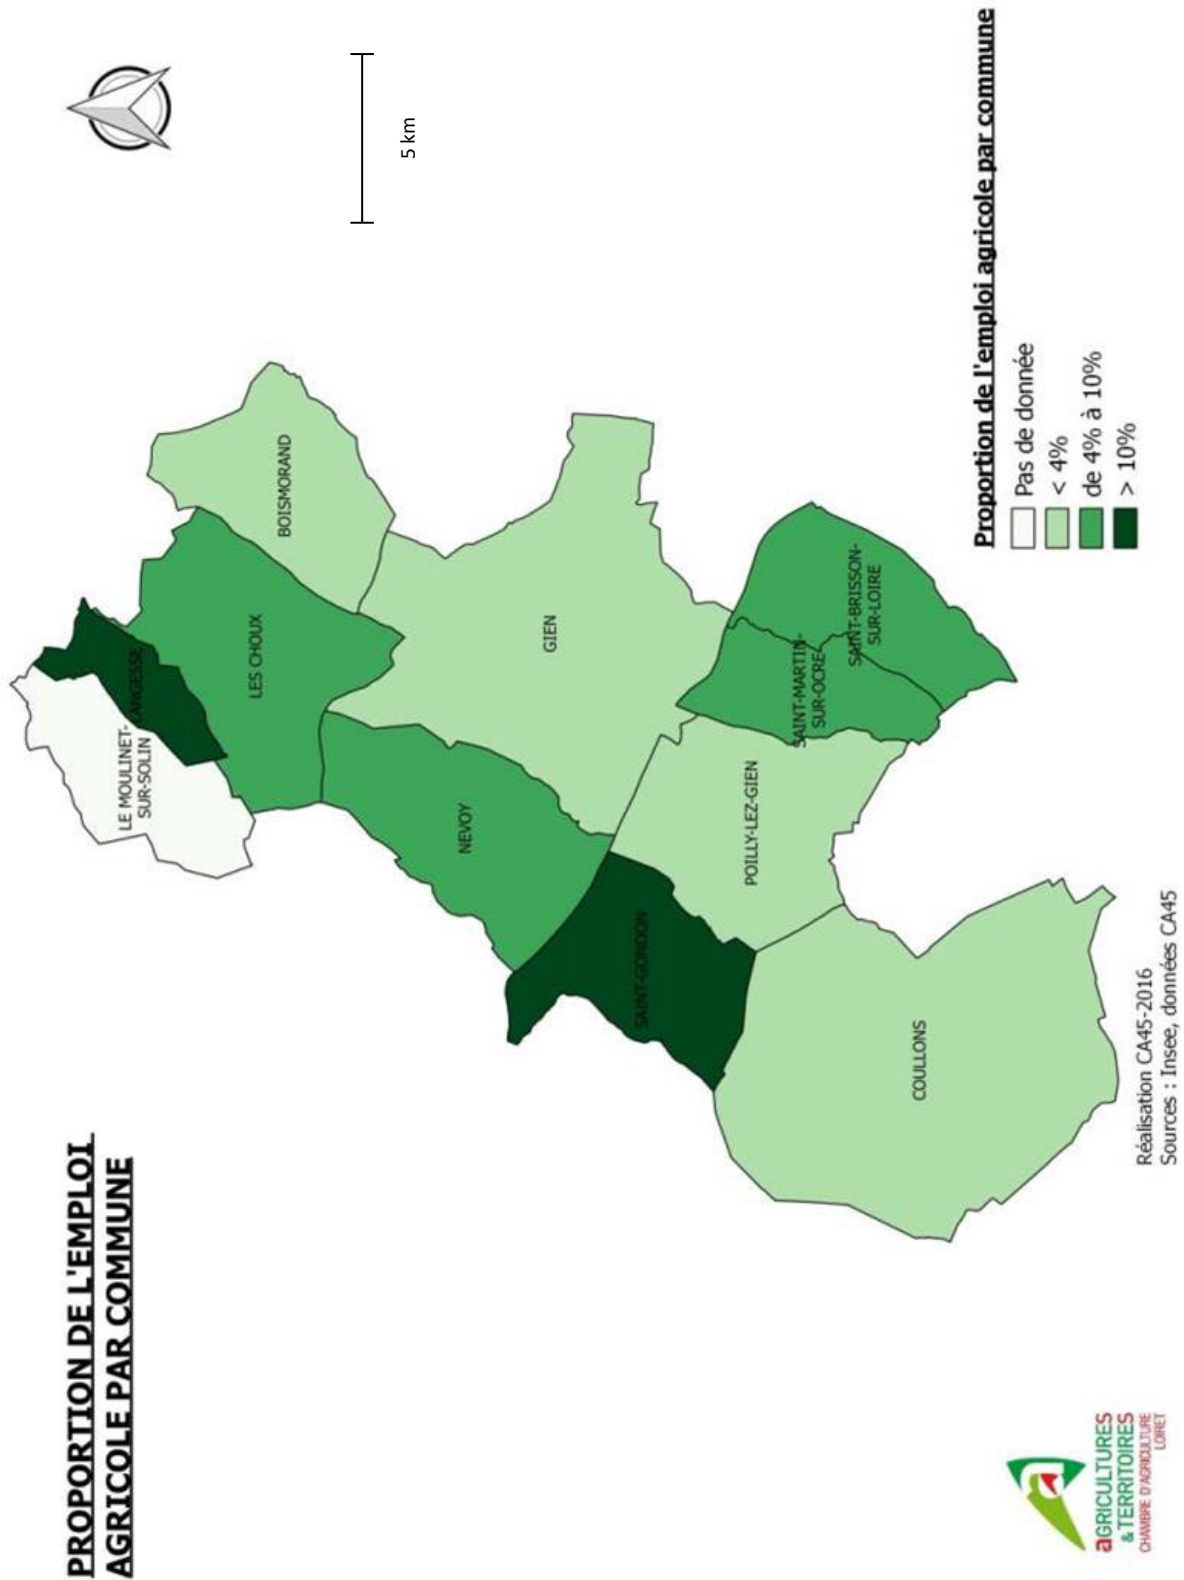 PROPORTION DE L'EMPLOI
AGRICOLE PAR COMMUNE
5 km
LE MOULINET-
SUR-SOLIN
LANGESSE
LES CHOUX
BOISMORAND
NEVOY
GIEN
SAINT-GONDON
POILLY-LEZ-GIEN
SAINT-MARTIN-
SUR-OCRE
SAINT-BRISSON-
SUR-LOIRE
COULLONS
Proportion de l'emploi agricole par commune
Pas de donnée
< 4%
de 4% à 10%
> 10%
aGRICULTURES
& TERRITOIRES
CHAMBRE D'AGRICULTURE
LOIRET
Réalisation CA45-2016
Sources : Insee, données CA45